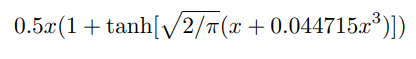 0.5x(1 + tanh[√2/π(x + 0.044715x³)])